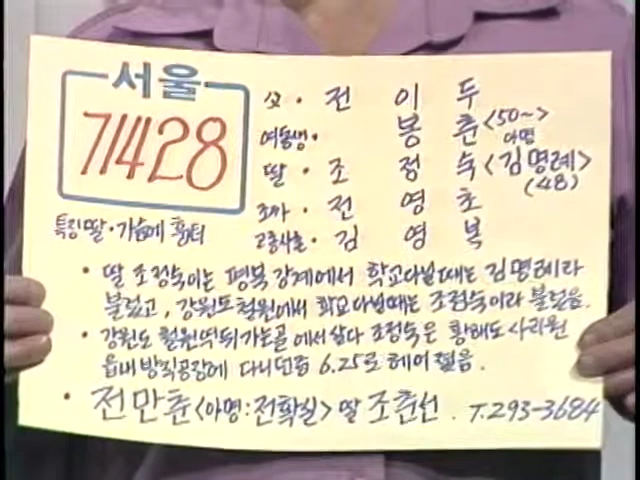 서울
71428
父. 전 이 두
여동생. 봉 춘 <50~>
아명
딸. 조 정 숙 <김명례>
(48)
조카. 전 영 초
고종사촌. 김 영 복
특징 딸.가슴에 흉터
• 딸 조정숙이는 평북강계에서 학교다닐때는 김명례라
불렀고, 강원도철원에서 학교다닐때는 조정숙이라 불렀음.
• 강원도 철원역뒤 에서살다 조정숙은 황해도사리원
읍내방직공장에 다니던중 6.25로 헤어졌음.
• 전만춘 <아명:전확실> 딸 조춘선. T.293-3684